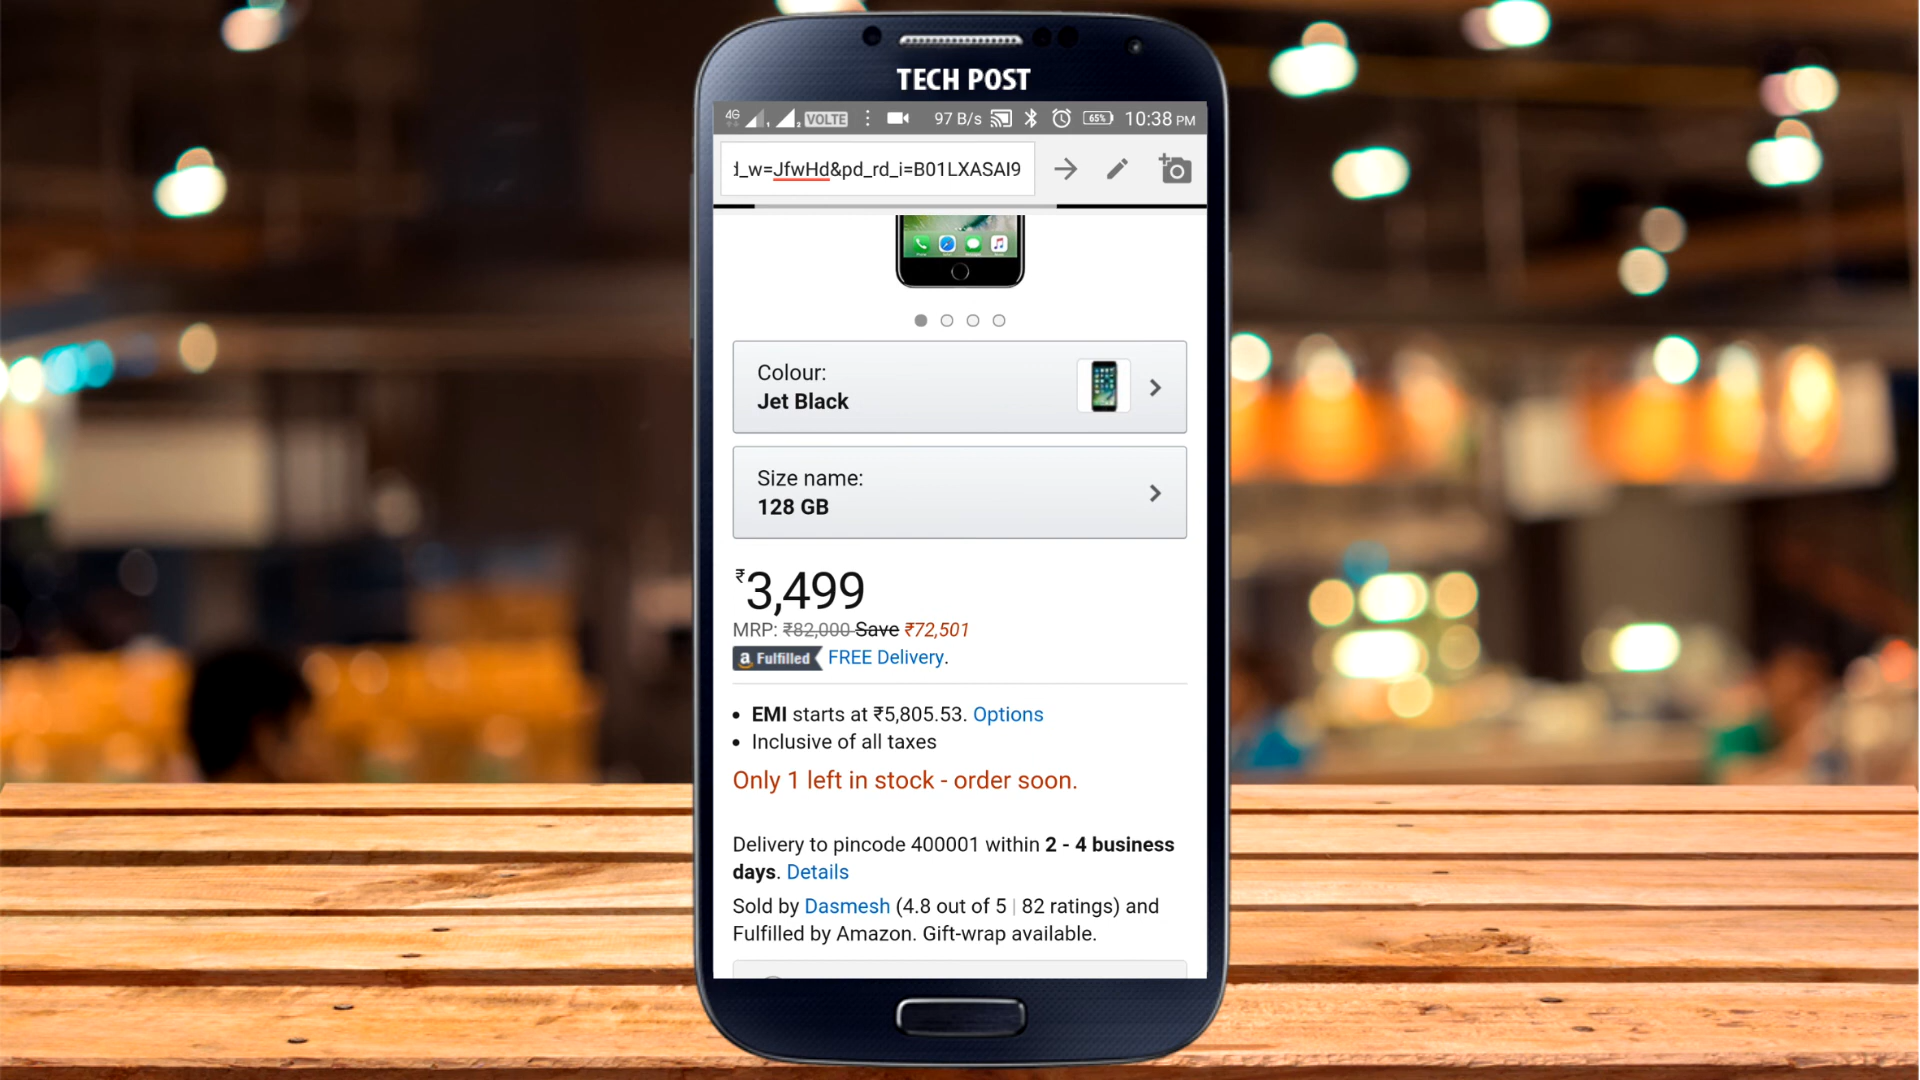 TECH POST
4G 1 2 VOLTE 97 B/s 65% 10:38 PM
d_w=JfwHd&pd_rd_i=B01LXASAI9
Colour:
Jet Black
Size name:
128 GB
₹3,499
MRP: ₹82,000 Save ₹72,501
a Fulfilled FREE Delivery.
• EMI starts at ₹5,805.53. Options
• Inclusive of all taxes
Only 1 left in stock - order soon.
Delivery to pincode 400001 within 2 - 4 business
days. Details
Sold by Dasmesh (4.8 out of 5 | 82 ratings) and
Fulfilled by Amazon. Gift-wrap available.